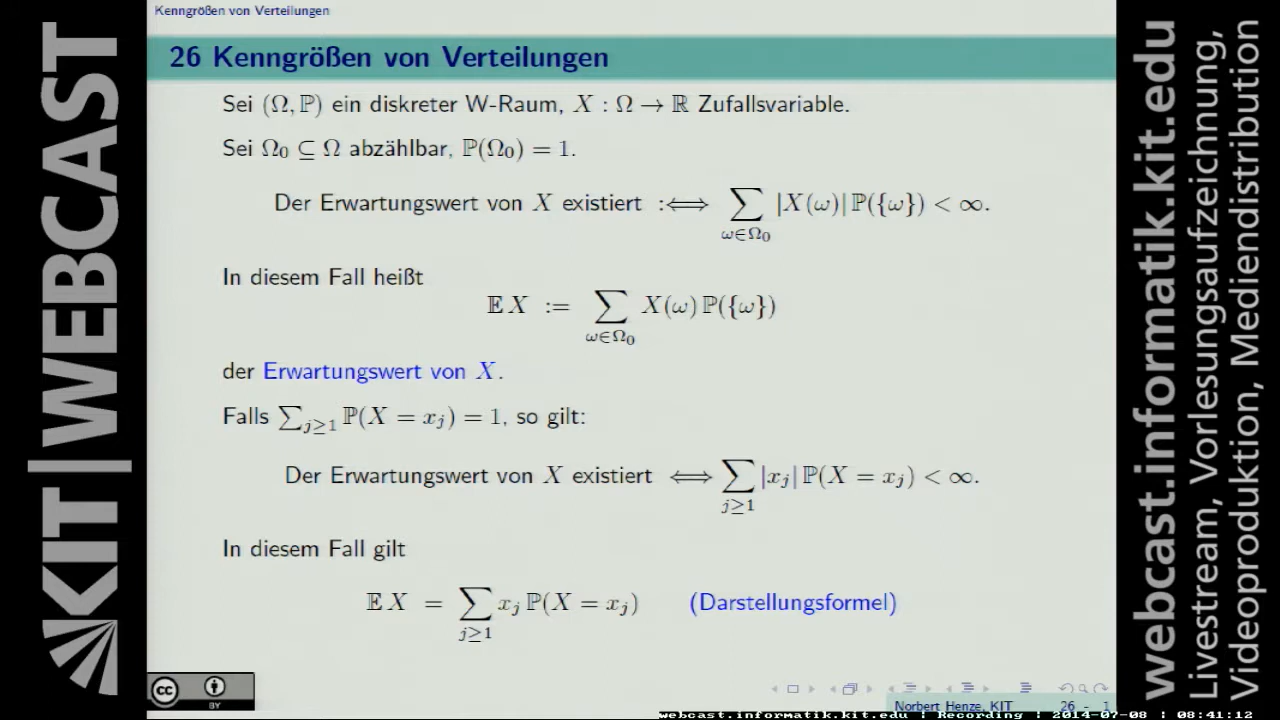 Kenngrößen von Verteilungen
26 Kenngrößen von Verteilungen
Sei (Ω, ℙ) ein diskreter W-Raum, X : Ω → ℝ Zufallsvariable.
Sei Ω₀ ⊆ Ω abzählbar, ℙ(Ω₀) = 1.
Der Erwartungswert von X existiert :⟺ ∑_{ω∈Ω₀} |X(ω)| ℙ({ω}) < ∞.
In diesem Fall heißt
𝔼 X := ∑_{ω∈Ω₀} X(ω) ℙ({ω})
der Erwartungswert von X.
Falls ∑_{j≥1} ℙ(X = x_j) = 1, so gilt:
Der Erwartungswert von X existiert ⟺ ∑_{j≥1} |x_j| ℙ(X = x_j) < ∞.
In diesem Fall gilt
𝔼 X = ∑_{j≥1} x_j ℙ(X = x_j) (Darstellungsformel)
Norbert Henze, KIT 26 - 1
cc BY
webcast.informatik.kit.edu : Recording : 2014-07-08 : 08:41:12
KIT|WEBCAST
webcast.informatik.kit.edu
Livestream, Vorlesungsaufzeichnung,
Videoproduktion, Mediendistribution